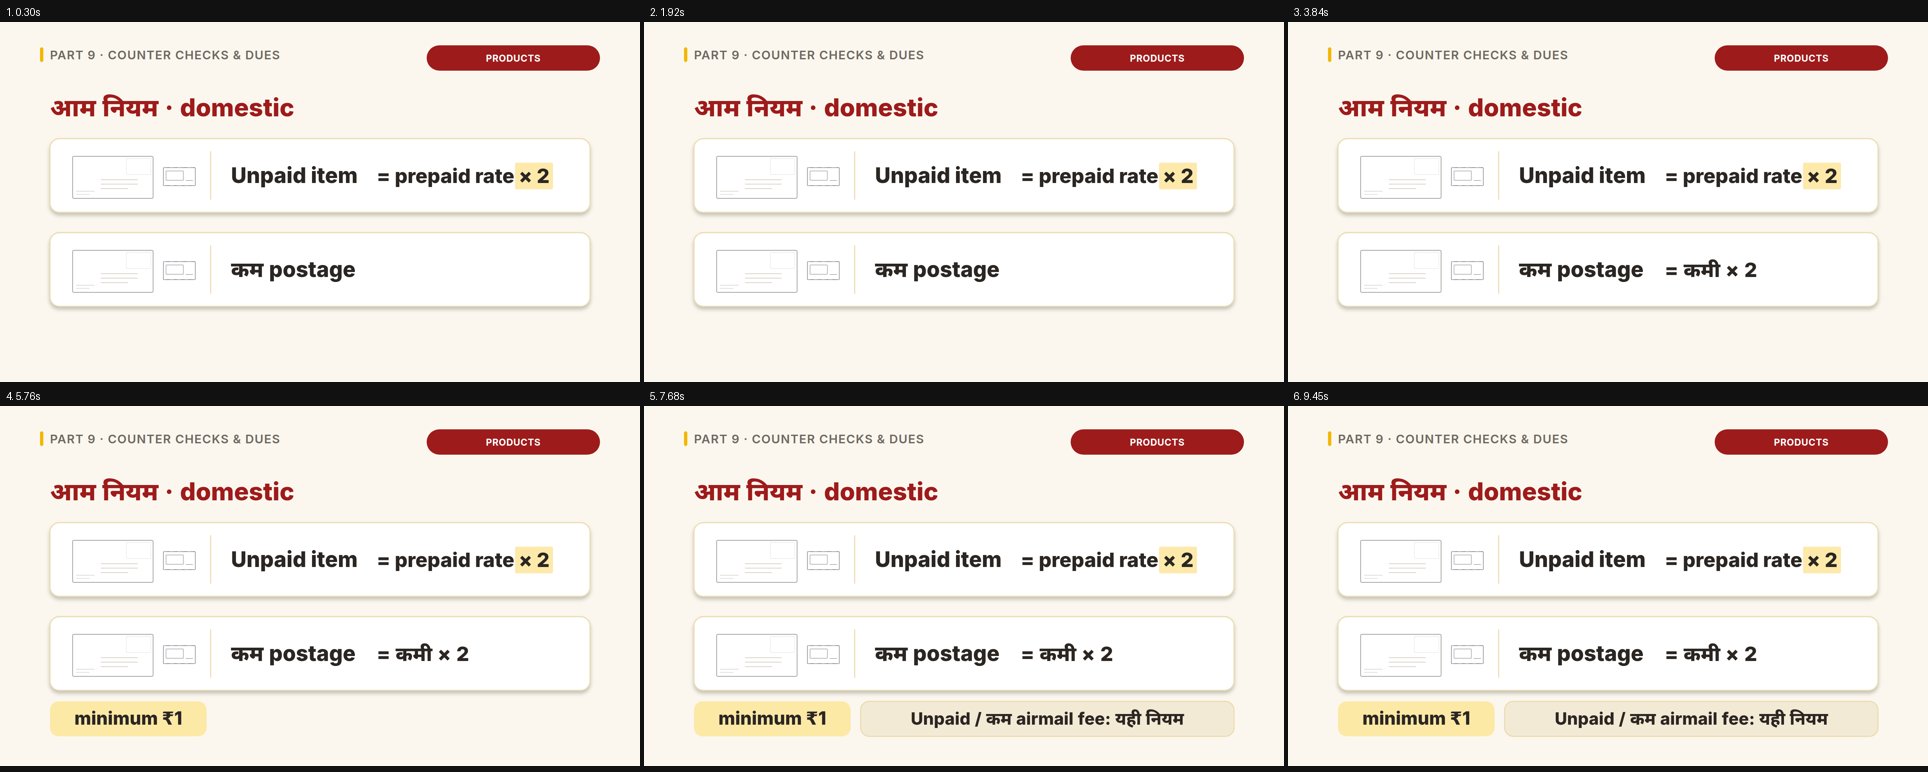 1. 0.30s
PART 9 · COUNTER CHECKS & DUES
PRODUCTS
आम नियम · domestic
Unpaid item = prepaid rate × 2
कम postage
2. 1.92s
PART 9 · COUNTER CHECKS & DUES
PRODUCTS
आम नियम · domestic
Unpaid item = prepaid rate × 2
कम postage
3. 3.84s
PART 9 · COUNTER CHECKS & DUES
PRODUCTS
आम नियम · domestic
Unpaid item = prepaid rate × 2
कम postage = कमी × 2
4. 5.76s
PART 9 · COUNTER CHECKS & DUES
PRODUCTS
आम नियम · domestic
Unpaid item = prepaid rate × 2
कम postage = कमी × 2
minimum ₹1
5. 7.68s
PART 9 · COUNTER CHECKS & DUES
PRODUCTS
आम नियम · domestic
Unpaid item = prepaid rate × 2
कम postage = कमी × 2
minimum ₹1
Unpaid / कम airmail fee: यही नियम
6. 9.45s
PART 9 · COUNTER CHECKS & DUES
PRODUCTS
आम नियम · domestic
Unpaid item = prepaid rate × 2
कम postage = कमी × 2
minimum ₹1
Unpaid / कम airmail fee: यही नियम